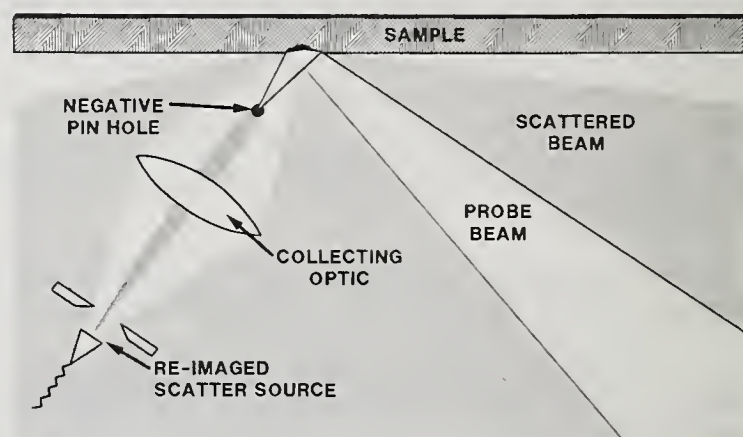 SAMPLE
NEGATIVE
PIN HOLE
SCATTERED
BEAM
PROBE
BEAM
COLLECTING
OPTIC
RE-IMAGED
SCATTER SOURCE